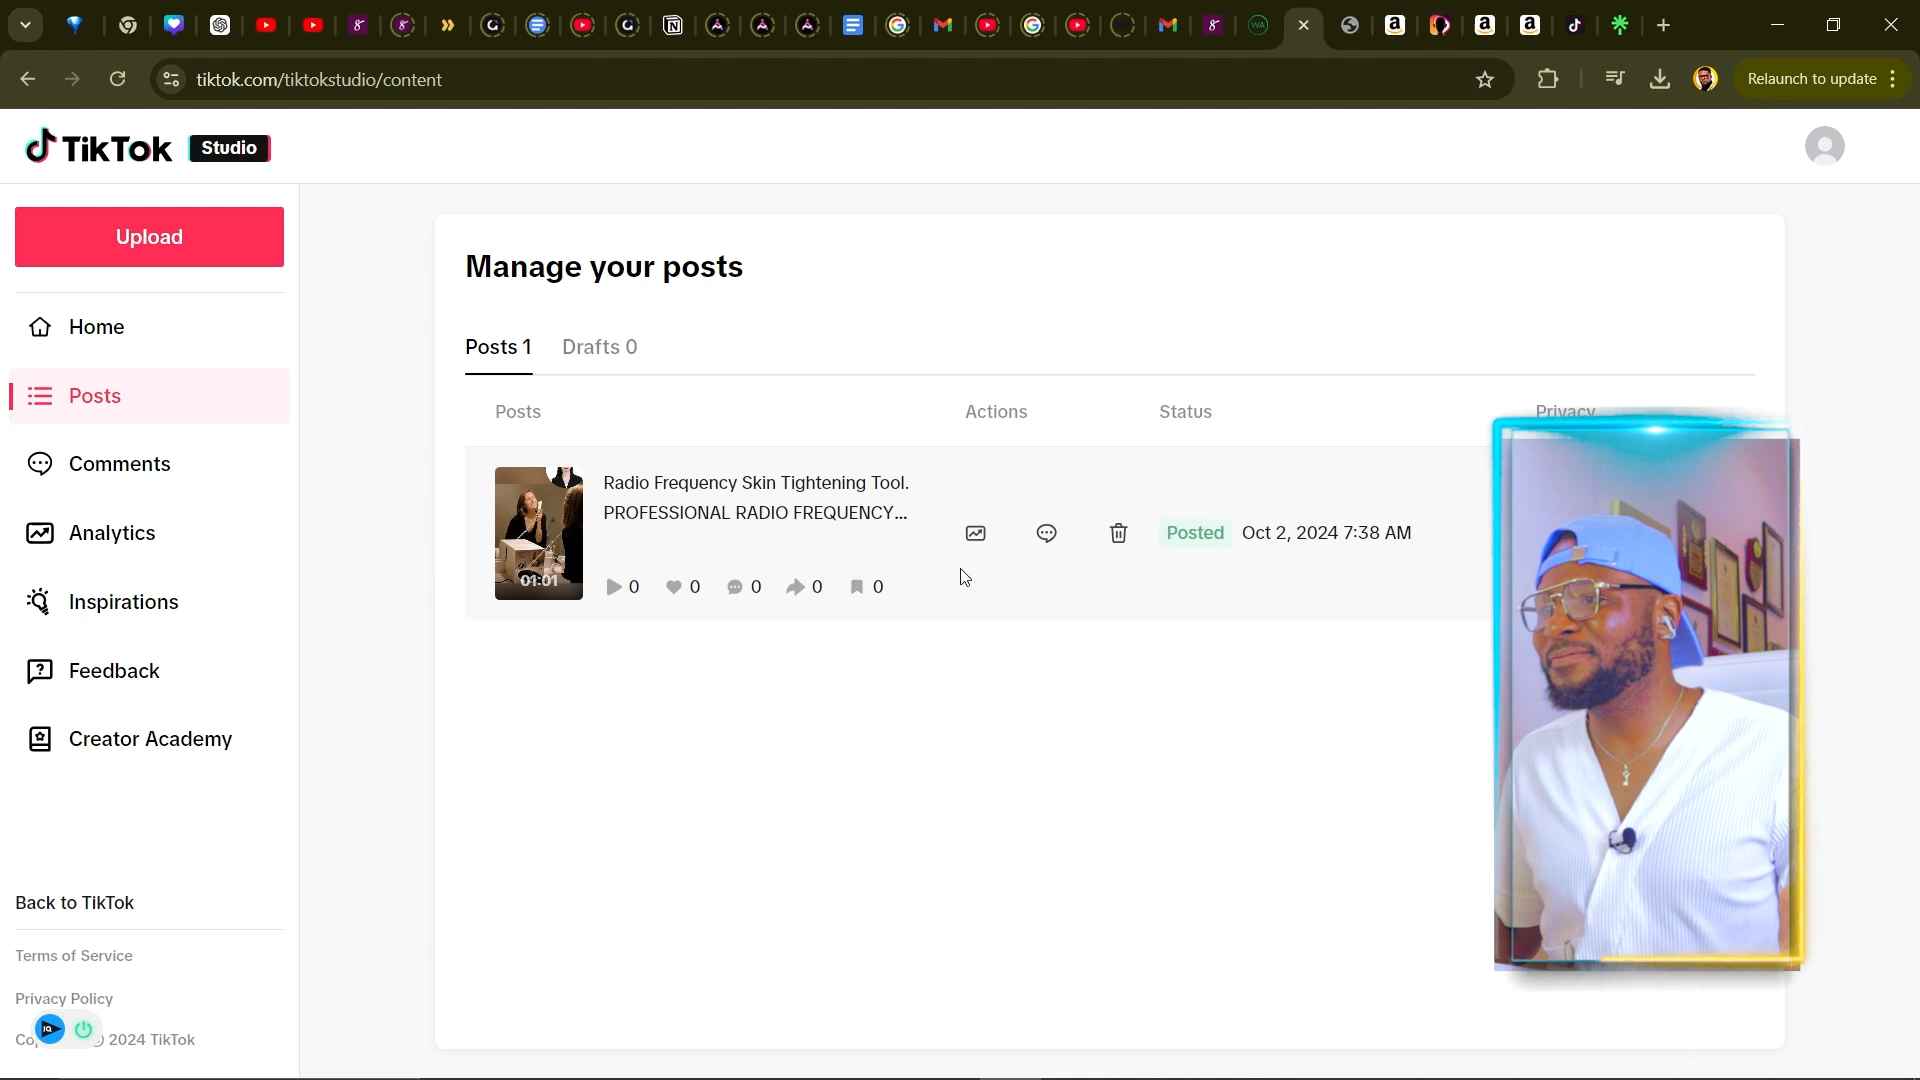 tiktok.com/tiktokstudio/content
Relaunch to update
TikTok Studio
Upload
Home
Posts
Comments
Analytics
Inspirations
Feedback
Creator Academy
Back to TikTok
Terms of Service
Privacy Policy
2024 TikTok
Manage your posts
Posts 1 Drafts 0
Posts Actions Status Privacy
Radio Frequency Skin Tightening Tool.
PROFESSIONAL RADIO FREQUENCY...
Posted Oct 2, 2024 7:38 AM
01:01
0 0 0 0 0